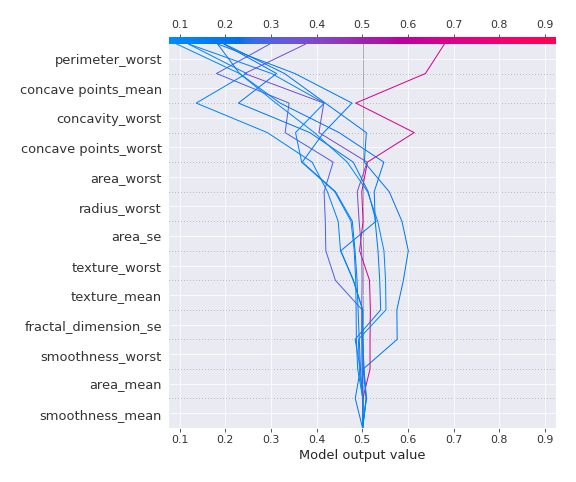 0.1 0.2 0.3 0.4 0.5 0.6 0.7 0.8 0.9
perimeter_worst
concave points_mean
concavity_worst
concave points_worst
area_worst
radius_worst
area_se
texture_worst
texture_mean
fractal_dimension_se
smoothness_worst
area_mean
smoothness_mean
0.1 0.2 0.3 0.4 0.5 0.6 0.7 0.8 0.9
Model output value